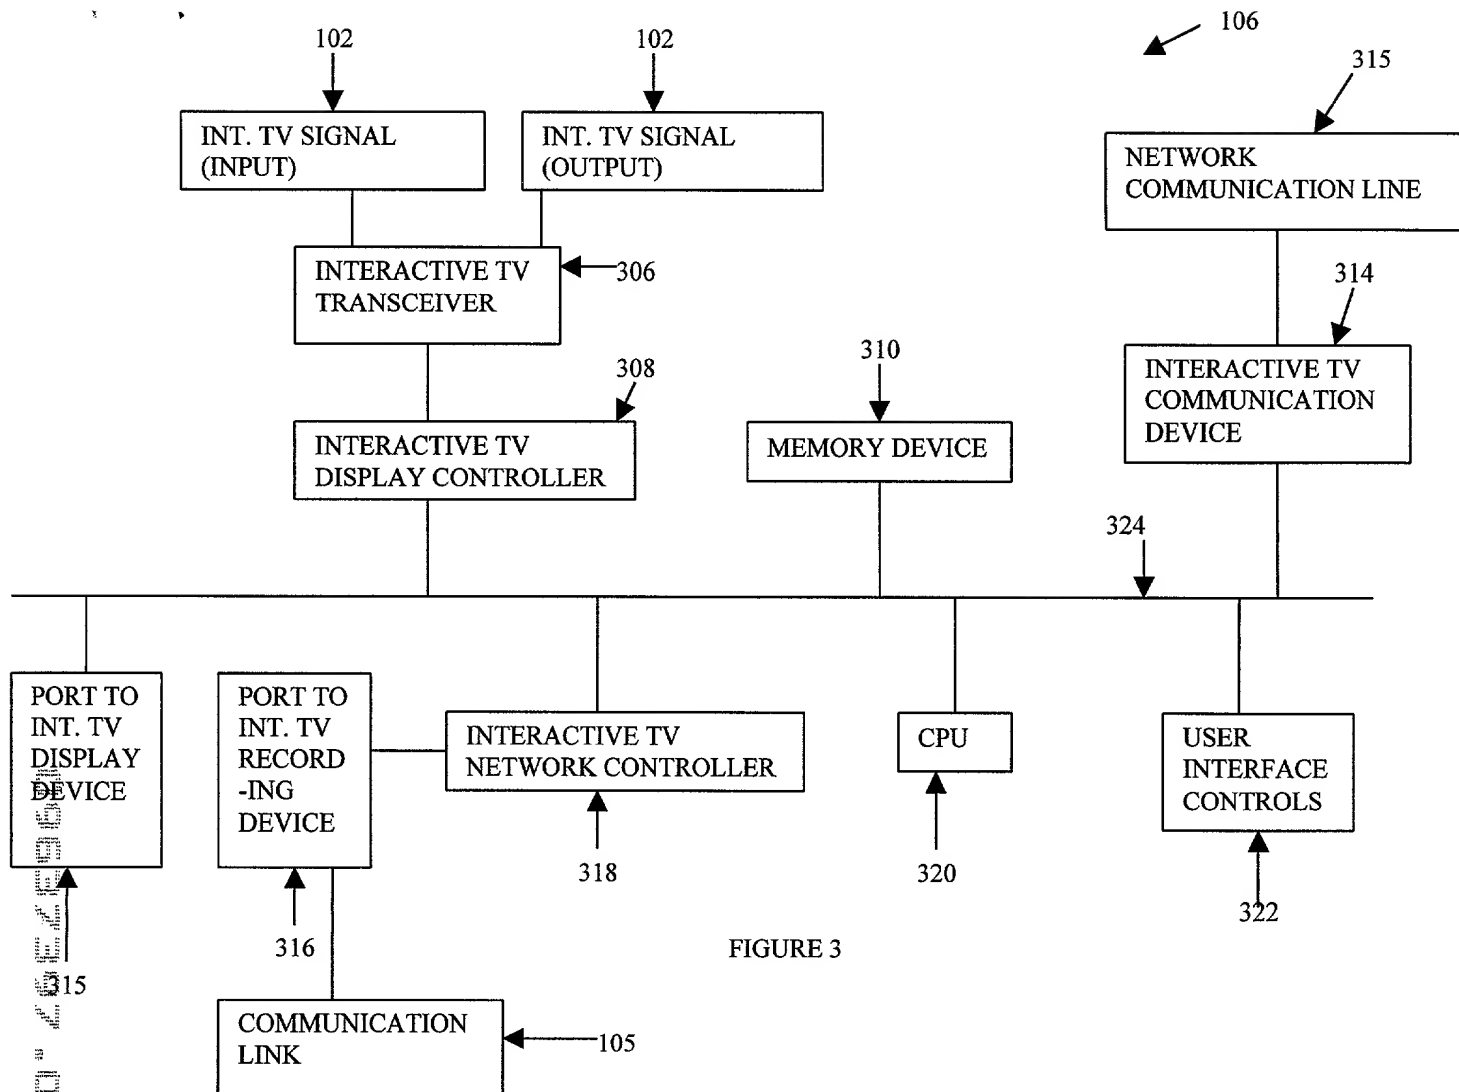 102
102
106
315
INT. TV SIGNAL
(INPUT)
INT. TV SIGNAL
(OUTPUT)
NETWORK
COMMUNICATION LINE
INTERACTIVE TV
TRANSCEIVER
306
314
308
310
INTERACTIVE TV
COMMUNICATION
DEVICE
INTERACTIVE TV
DISPLAY CONTROLLER
MEMORY DEVICE
324
PORT TO
INT. TV
DISPLAY
DEVICE
PORT TO
INT. TV
RECORD
-ING
DEVICE
INTERACTIVE TV
NETWORK CONTROLLER
CPU
USER
INTERFACE
CONTROLS
318
320
322
316
315
FIGURE 3
COMMUNICATION
LINK
105